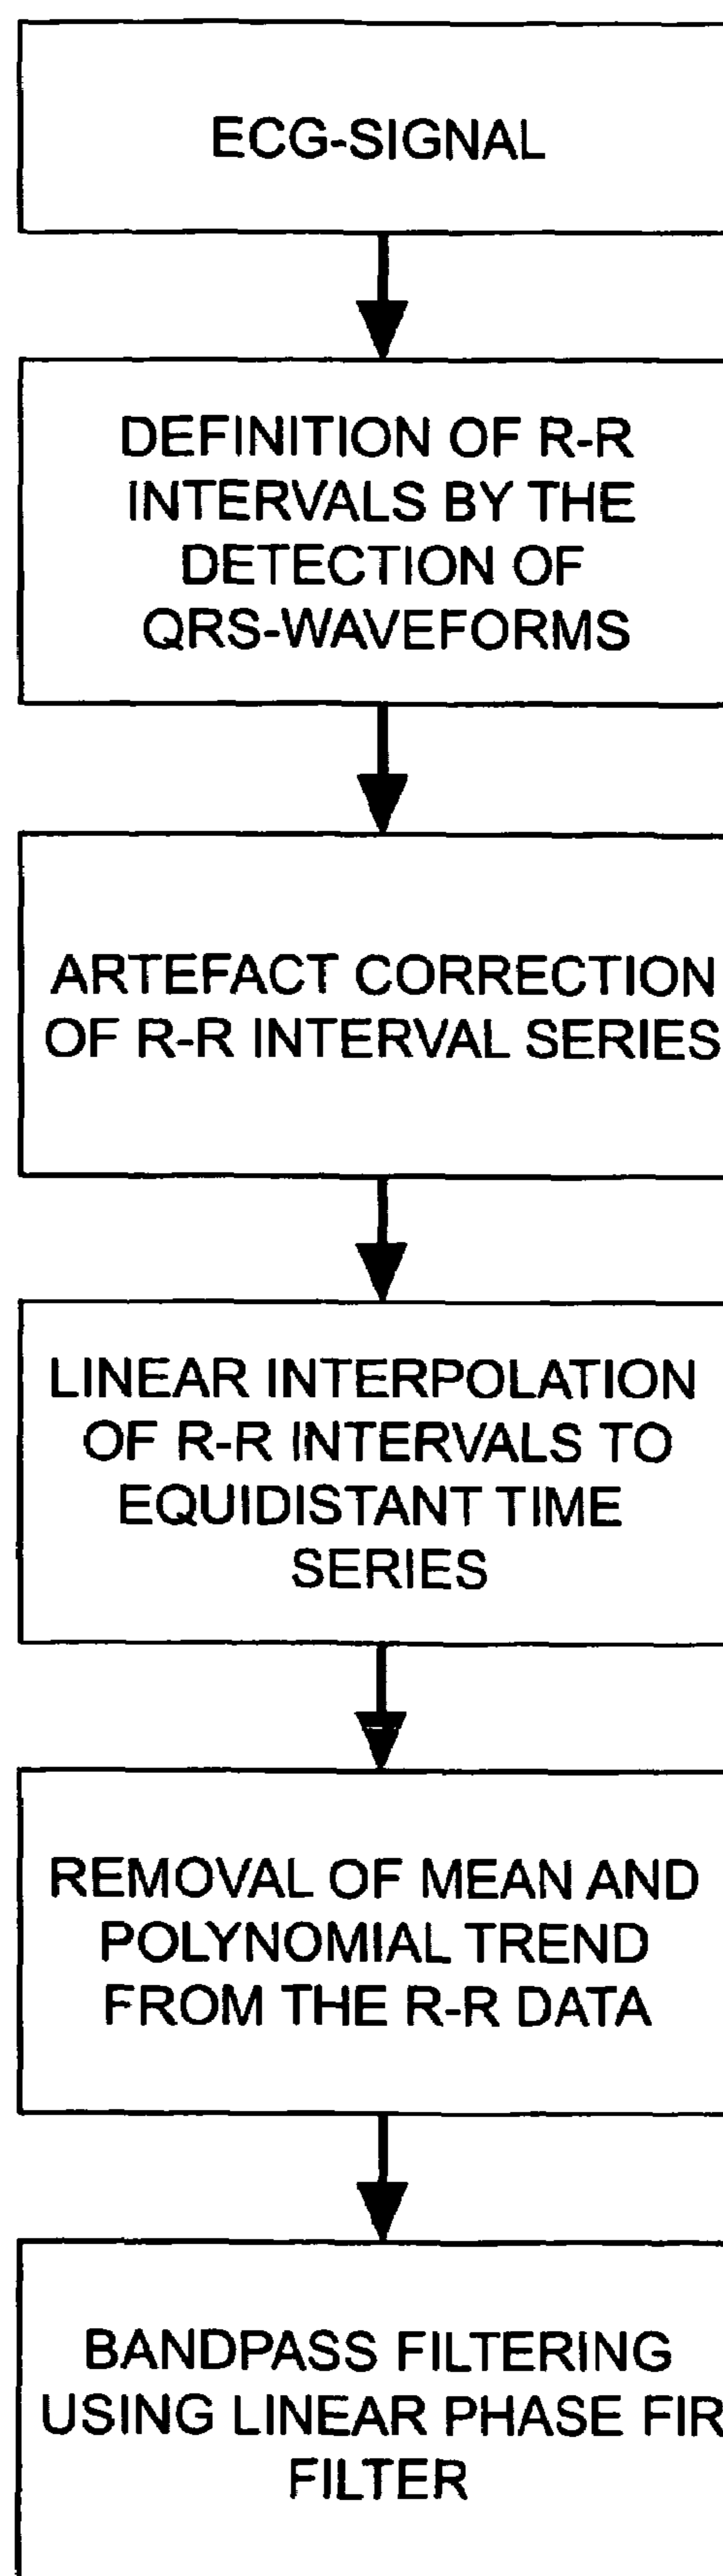 ECG-SIGNAL
DEFINITION OF R-R
INTERVALS BY THE
DETECTION OF
QRS-WAVEFORMS
ARTEFACT CORRECTION
OF R-R INTERVAL SERIES
LINEAR INTERPOLATION
OF R-R INTERVALS TO
EQUIDISTANT TIME
SERIES
REMOVAL OF MEAN AND
POLYNOMIAL TREND
FROM THE R-R DATA
BANDPASS FILTERING
USING LINEAR PHASE FIR
FILTER